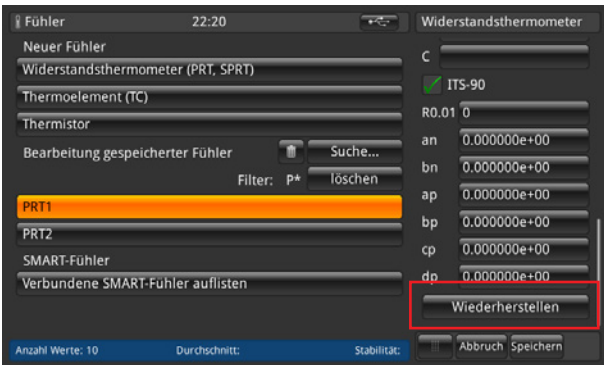 Fühler 22:20 Widerstandsthermometer
Neuer Fühler
Widerstandsthermometer (PRT, SPRT)
Thermoelement (TC)
Thermistor
Bearbeitung gespeicherter Fühler Suche...
Filter: P* löschen
PRT1
PRT2
SMART-Fühler
Verbundene SMART-Fühler auflisten
Anzahl Werte: 10 Durchschnitt: Stabilität:
C
ITS-90
R0.01 0
an 0.000000e+00
bn 0.000000e+00
ap 0.000000e+00
bp 0.000000e+00
cp 0.000000e+00
dp 0.000000e+00
Wiederherstellen
Abbruch Speichern